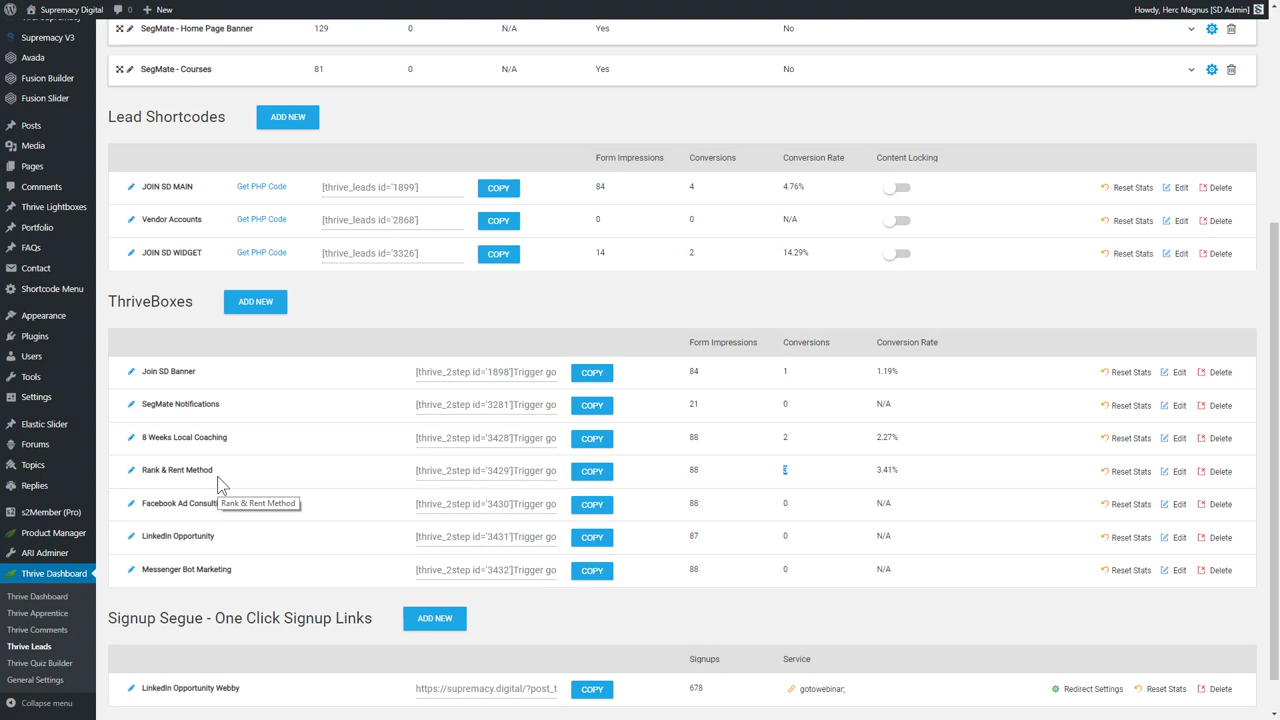 Supremacy Digital 0 New Howdy, Herc Magnus [SD Admin]
Supremacy V3
Avada
Fusion Builder
Fusion Slider
Posts
Media
Pages
Comments
Thrive Lightboxes
Portfolio
FAQs
Contact
Shortcode Menu
Appearance
Plugins
Users
Tools
Settings
Elastic Slider
Forums
Topics
Replies
s2Member (Pro)
Product Manager
ARI Adminer
Thrive Dashboard
Thrive Dashboard
Thrive Apprentice
Thrive Comments
Thrive Leads
Thrive Quiz Builder
General Settings
Collapse menu
SegMate - Home Page Banner 129 0 N/A Yes No
SegMate - Courses 81 0 N/A Yes No
Lead Shortcodes ADD NEW
Form Impressions Conversions Conversion Rate Content Locking
JOIN SD MAIN Get PHP Code [thrive_leads id='1899'] COPY 84 4 4.76% Reset Stats Edit Delete
Vendor Accounts Get PHP Code [thrive_leads id='2868'] COPY 0 0 N/A Reset Stats Edit Delete
JOIN SD WIDGET Get PHP Code [thrive_leads id='3326'] COPY 14 2 14.29% Reset Stats Edit Delete
ThriveBoxes ADD NEW
Form Impressions Conversions Conversion Rate
Join SD Banner [thrive_2step id='1898']Trigger go COPY 84 1 1.19% Reset Stats Edit Delete
SegMate Notifications [thrive_2step id='3281']Trigger go COPY 21 0 N/A Reset Stats Edit Delete
8 Weeks Local Coaching [thrive_2step id='3428']Trigger go COPY 88 2 2.27% Reset Stats Edit Delete
Rank & Rent Method [thrive_2step id='3429']Trigger go COPY 88 3 3.41% Reset Stats Edit Delete
Facebook Ad Consulti Rank & Rent Method [thrive_2step id='3430']Trigger go COPY 88 0 N/A Reset Stats Edit Delete
LinkedIn Opportunity [thrive_2step id='3431']Trigger go COPY 87 0 N/A Reset Stats Edit Delete
Messenger Bot Marketing [thrive_2step id='3432']Trigger go COPY 88 0 N/A Reset Stats Edit Delete
Signup Segue - One Click Signup Links ADD NEW
Signups Service
LinkedIn Opportunity Webby https://supremacy.digital/?post_t COPY 678 gotowebinar; Redirect Settings Reset Stats Delete